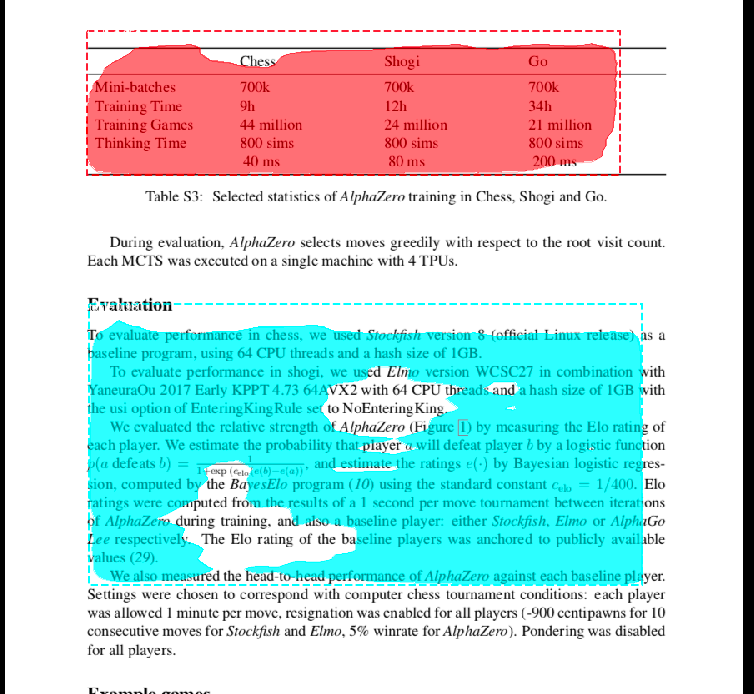 Chess Shogi Go
Mini-batches 700k 700k 700k
Training Time 9h 12h 34h
Training Games 44 million 24 million 21 million
Thinking Time 800 sims 800 sims 800 sims
40 ms 80 ms 200 ms
Table S3: Selected statistics of AlphaZero training in Chess, Shogi and Go.
During evaluation, AlphaZero selects moves greedily with respect to the root visit count.
Each MCTS was executed on a single machine with 4 TPUs.
Evaluation
To evaluate performance in chess, we used Stockfish version 8 (official Linux release) as a
baseline program, using 64 CPU threads and a hash size of 1GB.
To evaluate performance in shogi, we used Elmo version WCSC27 in combination with
YaneuraOu 2017 Early KPPT 4.73 64AVX2 with 64 CPU threads and a hash size of 1GB with
the usi option of EnteringKingRule set to NoEnteringKing.
We evaluated the relative strength of AlphaZero (Figure 1) by measuring the Elo rating of
each player. We estimate the probability that player a will defeat player b by a logistic function
p(a defeats b) = 1/(1+exp (c_elo(e(b)−e(a))), and estimate the ratings e(·) by Bayesian logistic regres-
sion, computed by the BayesElo program (10) using the standard constant c_elo = 1/400. Elo
ratings were computed from the results of a 1 second per move tournament between iterations
of AlphaZero during training, and also a baseline player: either Stockfish, Elmo or AlphaGo
Lee respectively. The Elo rating of the baseline players was anchored to publicly available
values (29).
We also measured the head-to-head performance of AlphaZero against each baseline player.
Settings were chosen to correspond with computer chess tournament conditions: each player
was allowed 1 minute per move, resignation was enabled for all players (-900 centipawns for 10
consecutive moves for Stockfish and Elmo, 5% winrate for AlphaZero). Pondering was disabled
for all players.
Example games